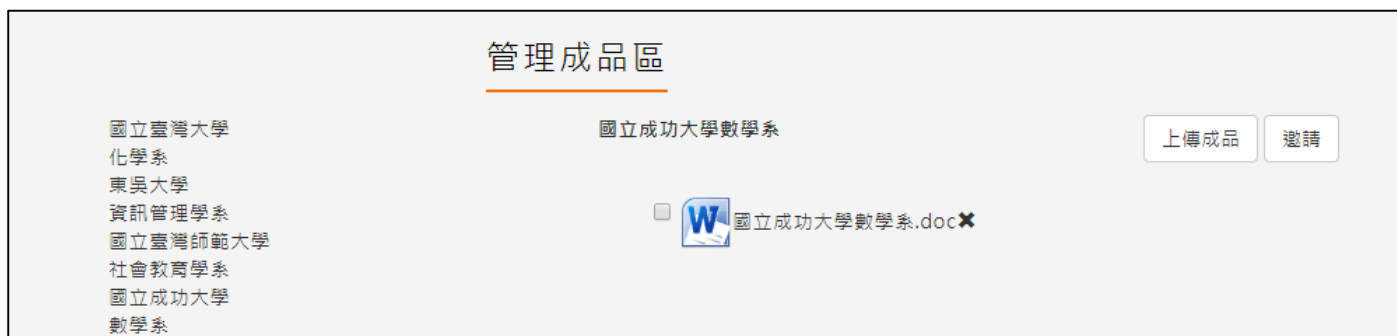 管理成品區
國立臺灣大學
化學系
東吳大學
資訊管理學系
國立臺灣師範大學
社會教育學系
國立成功大學
數學系
國立成功大學數學系
上傳成品
邀請
W
國立成功大學數學系.doc✖